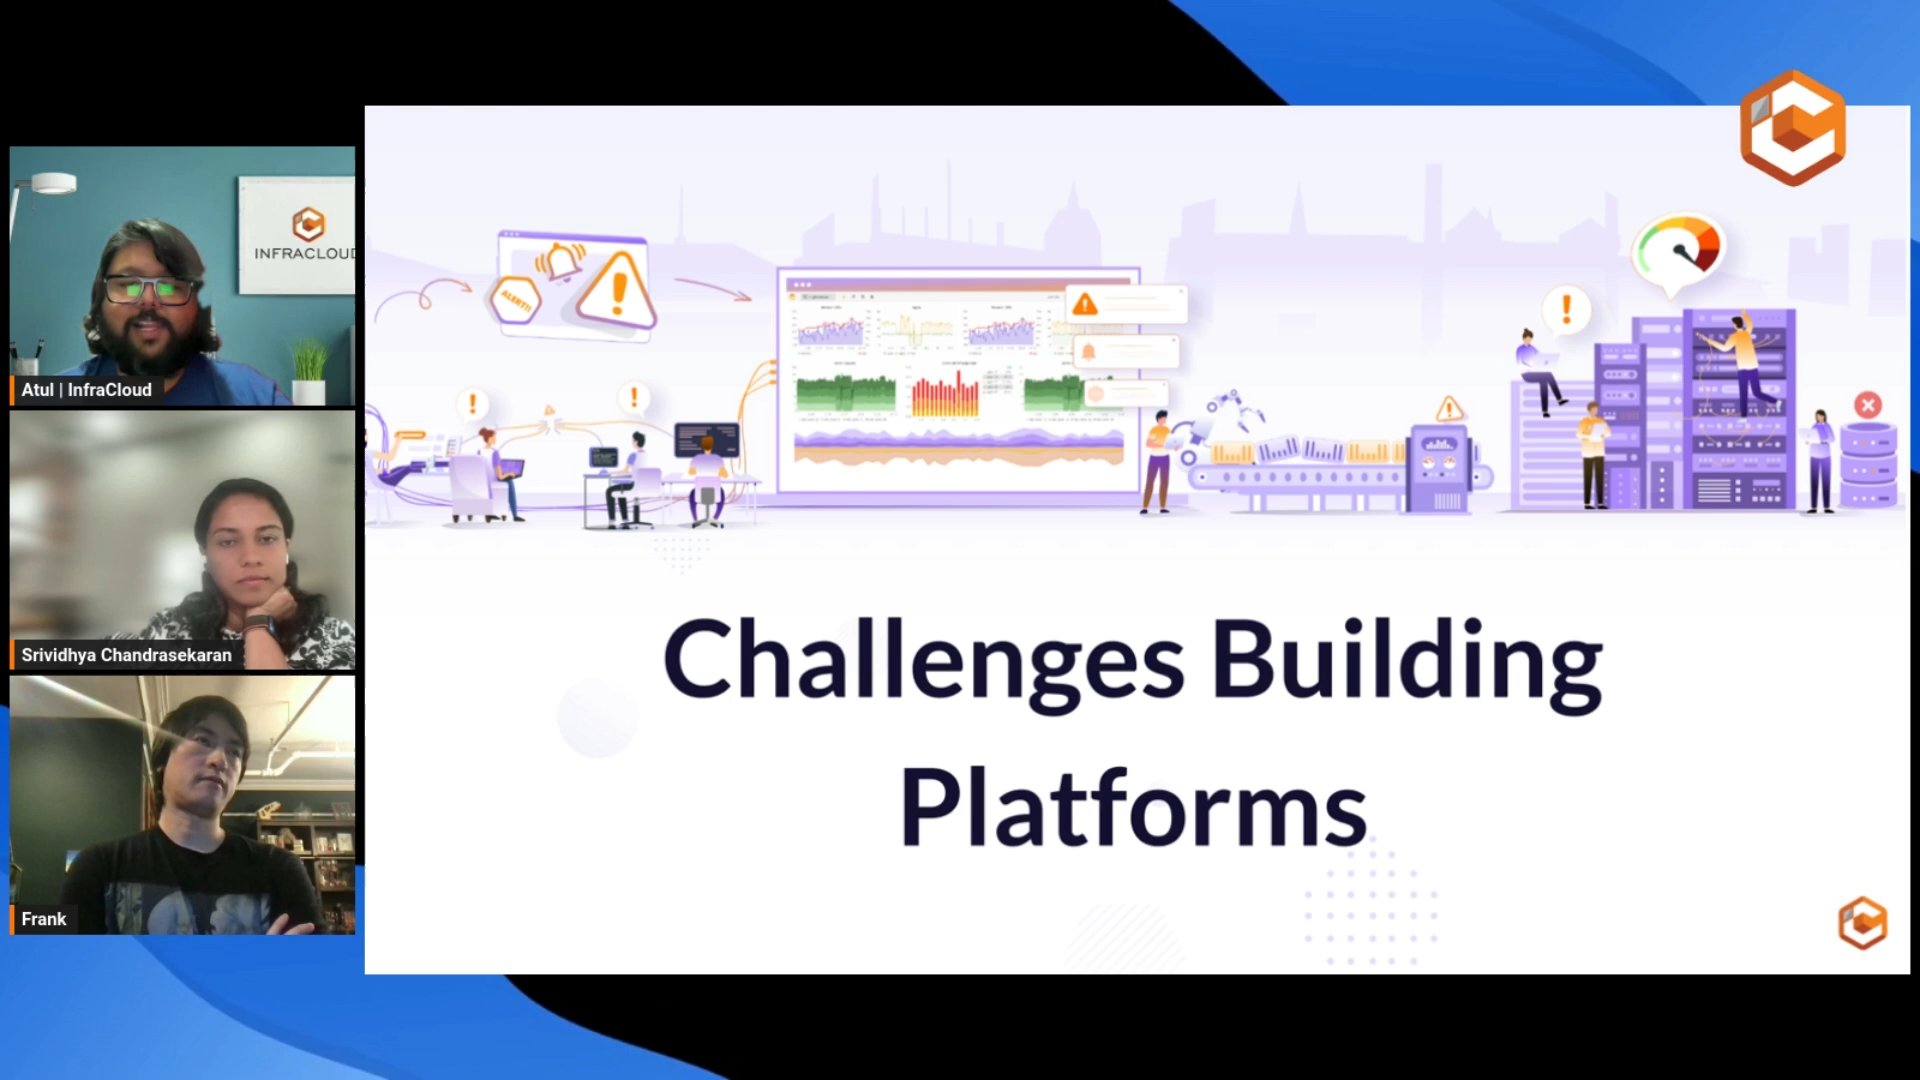 INFRACLOUD
Atul | InfraCloud
Srividhya Chandrasekaran
Frank
ALERT!!
Challenges Building
Platforms